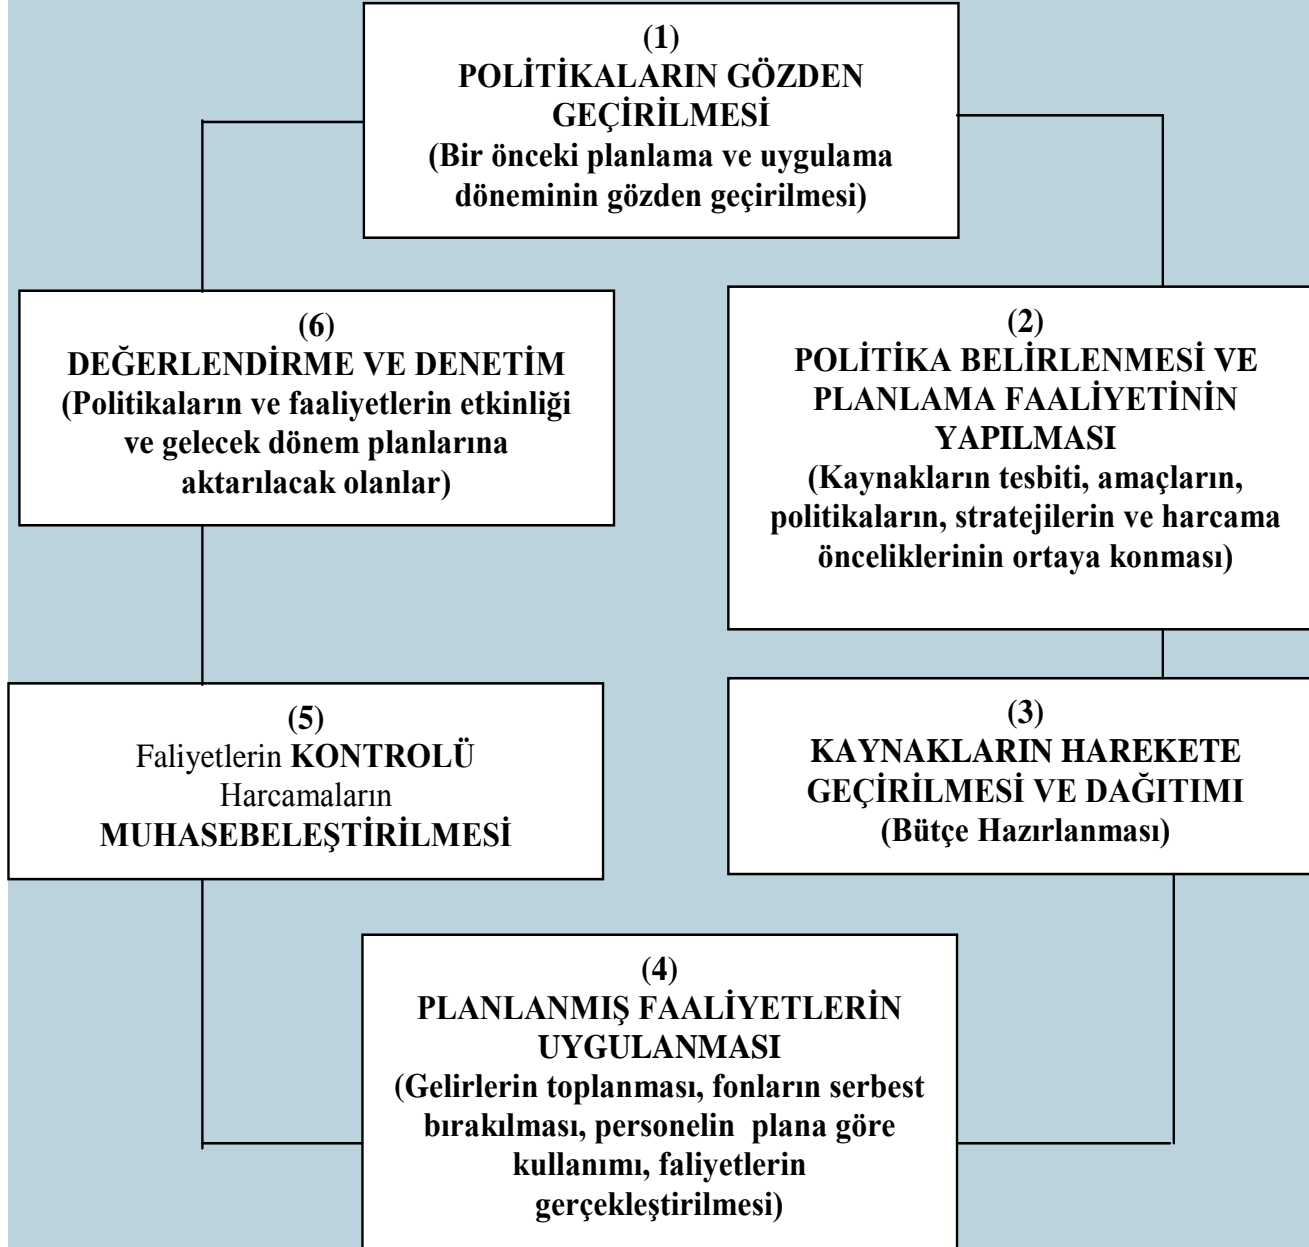 (1)
POLİTİKALARIN GÖZDEN
GEÇİRİLMESİ
(Bir önceki planlama ve uygulama
döneminin gözden geçirilmesi)
(2)
POLİTİKA BELİRLENMESİ VE
PLANLAMA FAALİYETİNİN
YAPILMASI
(Kaynakların tesbiti, amaçların,
politikaların, stratejilerin ve harcama
önceliklerinin ortaya konması)
(3)
KAYNAKLARIN HAREKETE
GEÇİRİLMESİ VE DAĞITIMI
(Bütçe Hazırlanması)
(4)
PLANLANMIŞ FAALİYETLERİN
UYGULANMASI
(Gelirlerin toplanması, fonların serbest
bırakılması, personelin plana göre
kullanımı, faliyetlerin
gerçekleştirilmesi)
(5)
Faliyetlerin KONTROLÜ
Harcamaların
MUHASEBELEŞTİRİLMESİ
(6)
DEĞERLENDİRME VE DENETİM
(Politikaların ve faaliyetlerin etkinliği
ve gelecek dönem planlarına
aktarılacak olanlar)